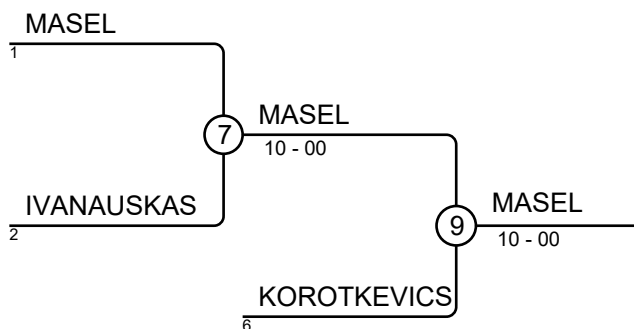 MASEL
1
7
MASEL
10 - 00
IVANAUSKAS
2
9
MASEL
10 - 00
KOROTKEVICS
6